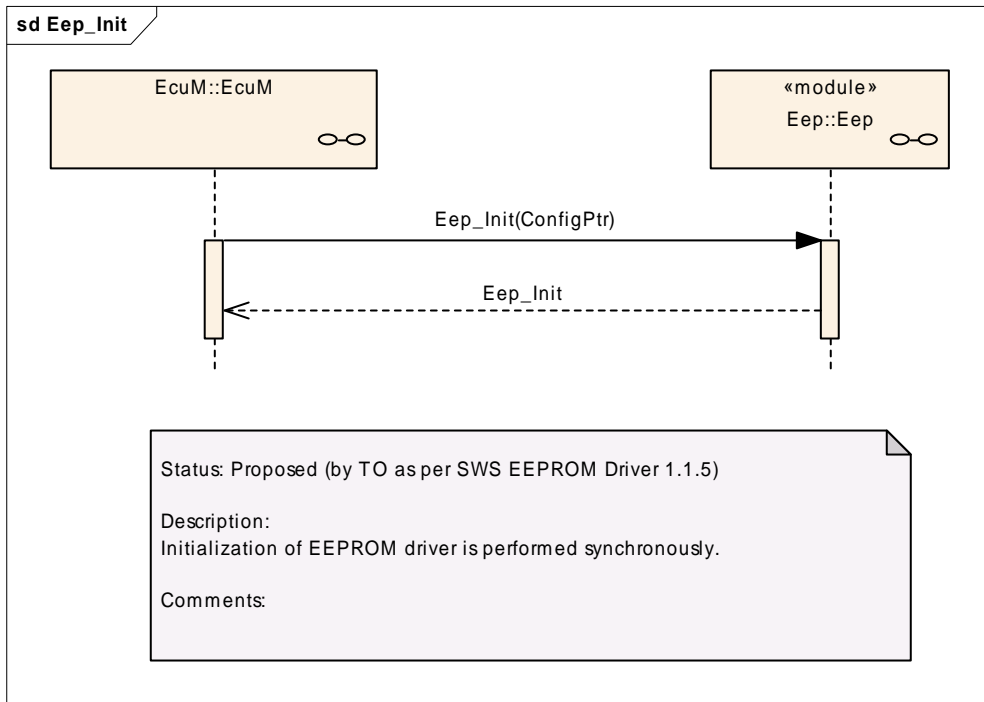 sd Eep_Init
EcuM::EcuM
«module»
Eep::Eep
Eep_Init(ConfigPtr)
Eep_Init
Status: Proposed (by TO as per SWS EEPROM Driver 1.1.5)
Description:
Initialization of EEPROM driver is performed synchronously.
Comments: